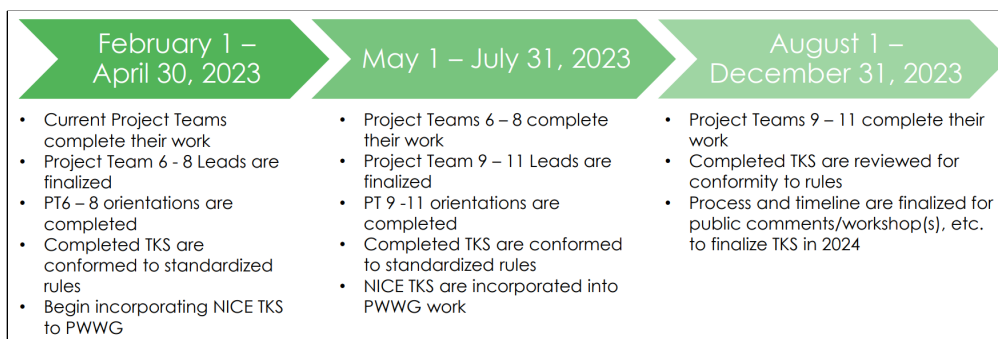 February 1 –
April 30, 2023
• Current Project Teams
complete their work
• Project Team 6 - 8 Leads are
finalized
• PT6 – 8 orientations are
completed
• Completed TKS are
conformed to standardized
rules
• Begin incorporating NICE TKS
to PWWG
May 1 – July 31, 2023
• Project Teams 6 – 8 complete
their work
• Project Team 9 – 11 Leads are
finalized
• PT 9 -11 orientations are
completed
• Completed TKS are conformed
to standardized rules
• NICE TKS are incorporated into
PWWG work
August 1 –
December 31, 2023
• Project Teams 9 – 11 complete their
work
• Completed TKS are reviewed for
conformity to rules
• Process and timeline are finalized for
public comments/workshop(s), etc.
to finalize TKS in 2024